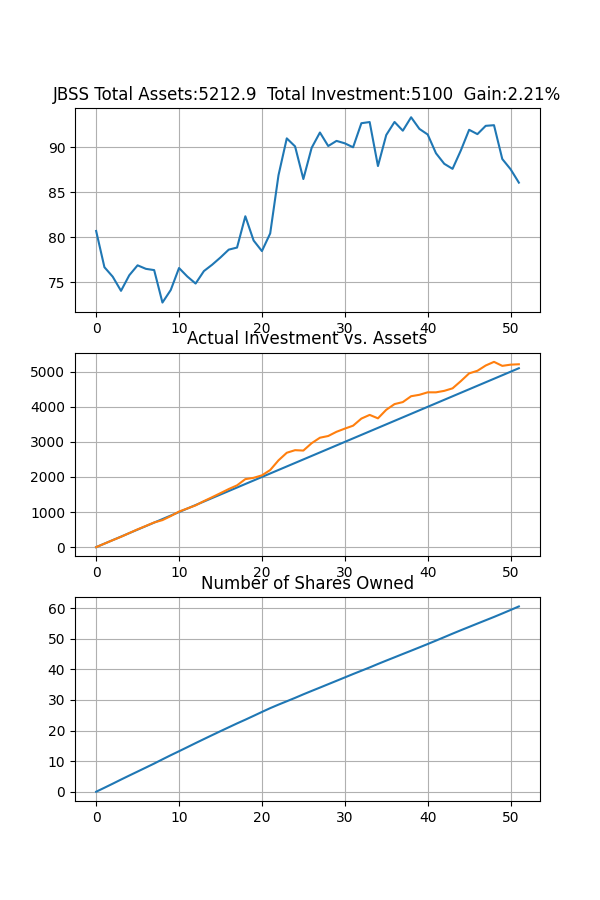 JBSS Total Assets:5212.9  Total Investment:5100  Gain:2.21%
90
85
80
75
0 10 20 30 40 50
Actual Investment vs. Assets
5000
4000
3000
2000
1000
0
0 10 20 30 40 50
Number of Shares Owned
60
50
40
30
20
10
0
0 10 20 30 40 50